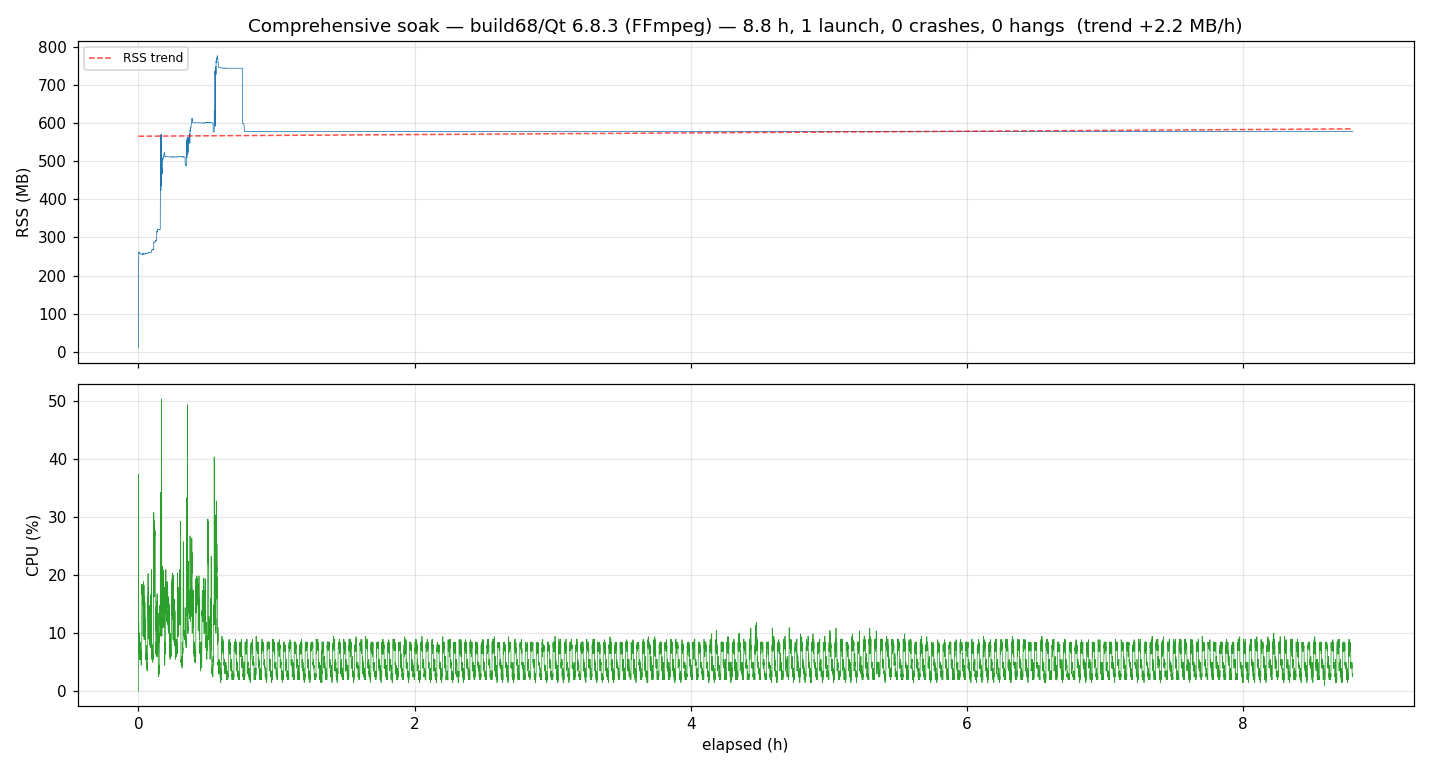 Comprehensive soak — build68/Qt 6.8.3 (FFmpeg) — 8.8 h, 1 launch, 0 crashes, 0 hangs  (trend +2.2 MB/h)
RSS trend
RSS (MB)
800
700
600
500
400
300
200
100
0
CPU (%)
50
40
30
20
10
0
0 2 4 6 8
elapsed (h)